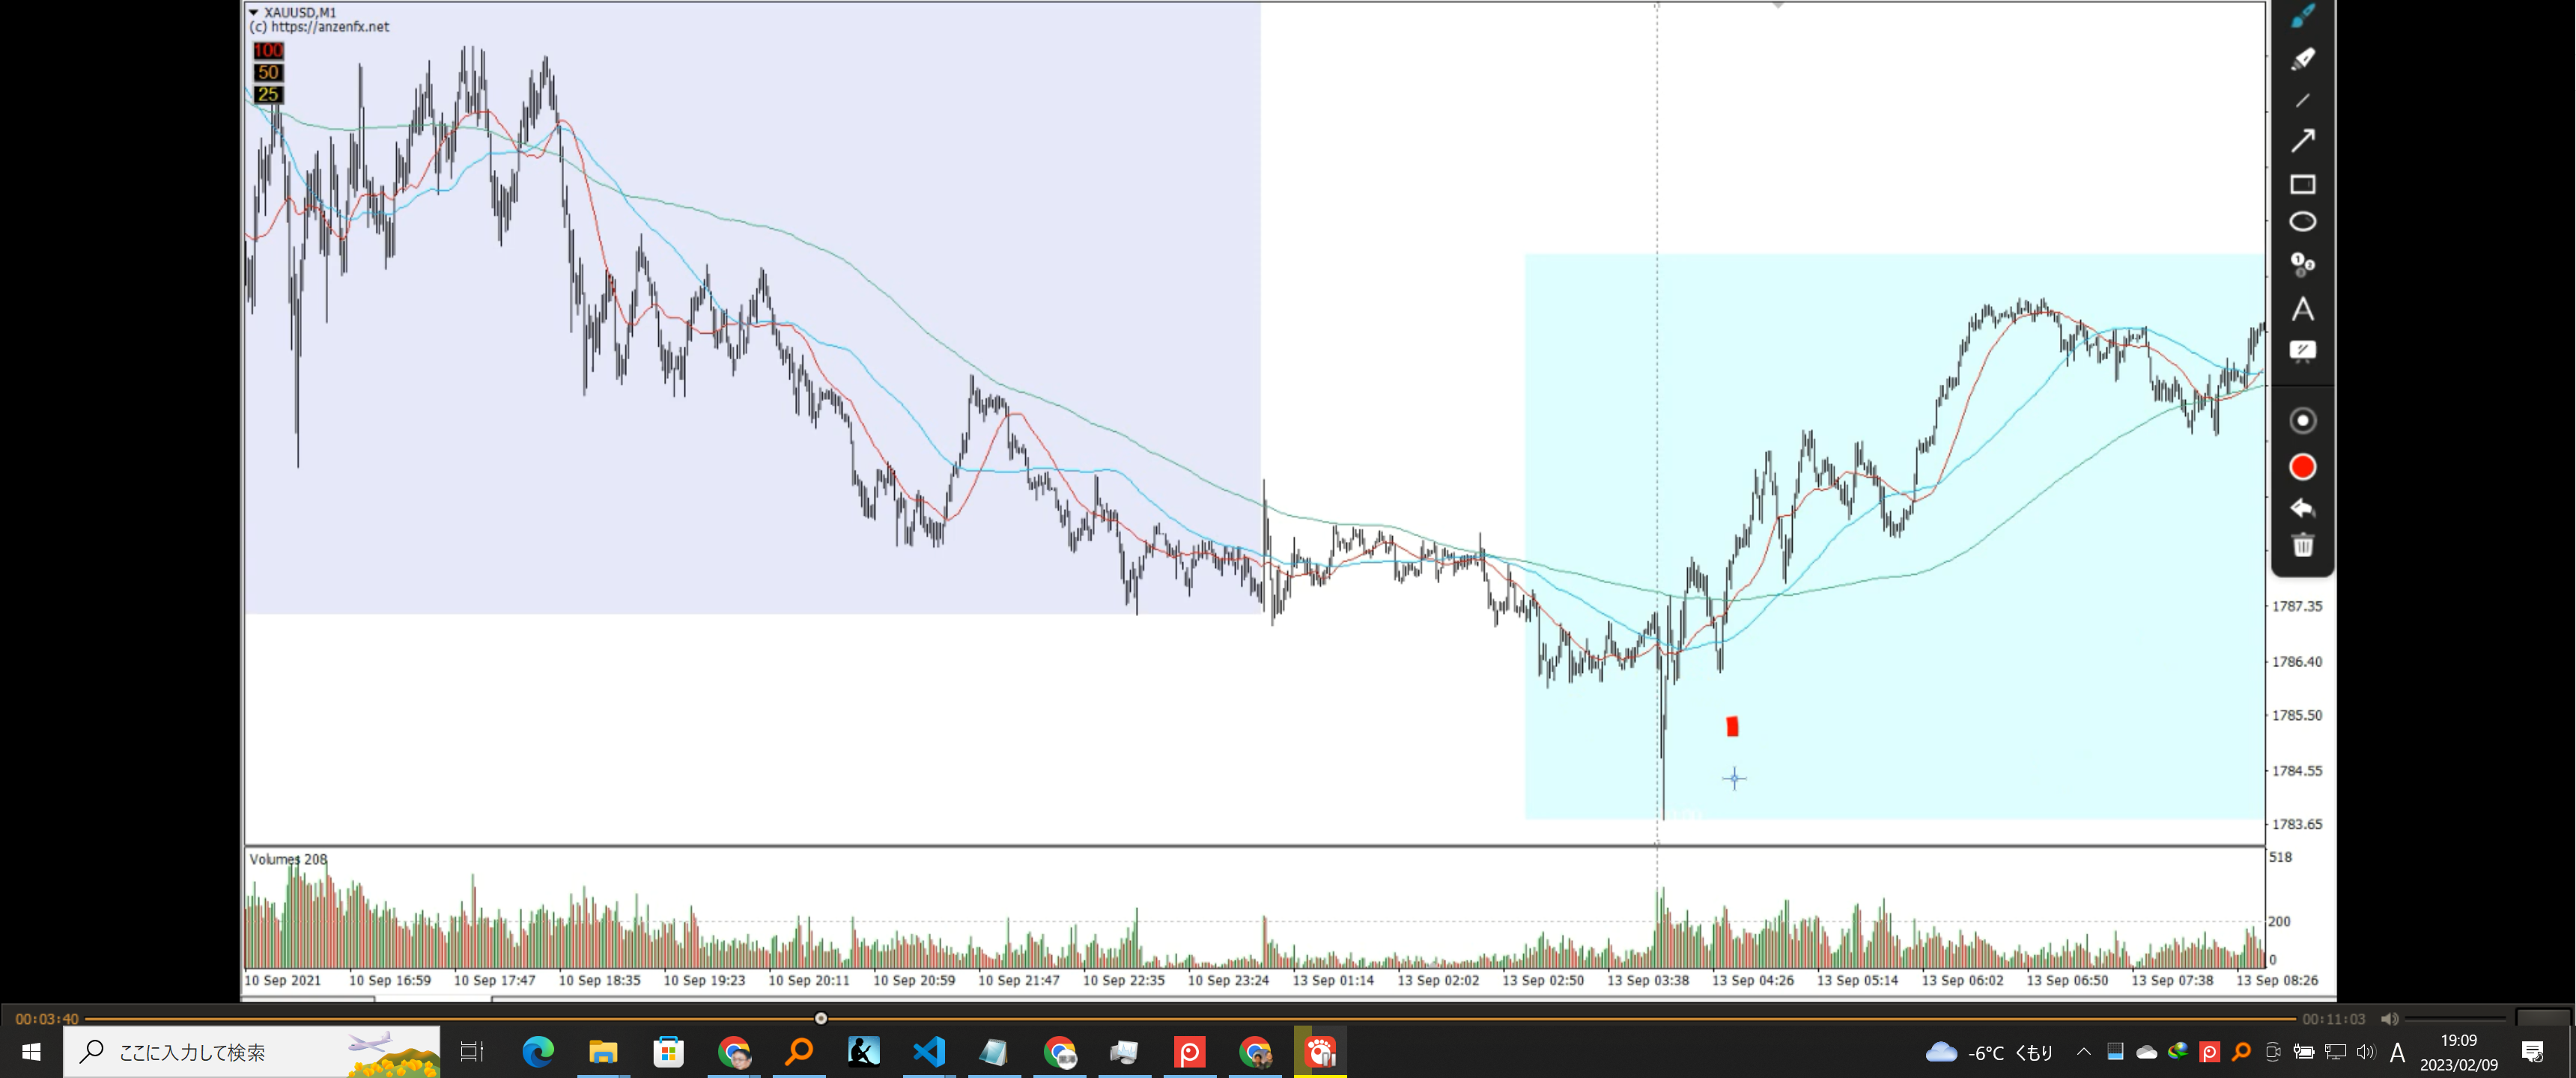 XAUUSD,M1
(c) https://anzenfx.net
100
50
25
1787.35
1786.40
1785.50
1784.55
1783.65
Volumes 208
518
200
0
10 Sep 2021 10 Sep 16:59 10 Sep 17:47 10 Sep 18:35 10 Sep 19:23 10 Sep 20:11 10 Sep 20:59 10 Sep 21:47 10 Sep 22:35 10 Sep 23:24 13 Sep 01:14 13 Sep 02:02 13 Sep 02:50 13 Sep 03:38 13 Sep 04:26 13 Sep 05:14 13 Sep 06:02 13 Sep 06:50 13 Sep 07:38 13 Sep 08:26
00:03:40 00:11:03
ここに入力して検索
-6°C くもり
A
19:09
2023/02/09